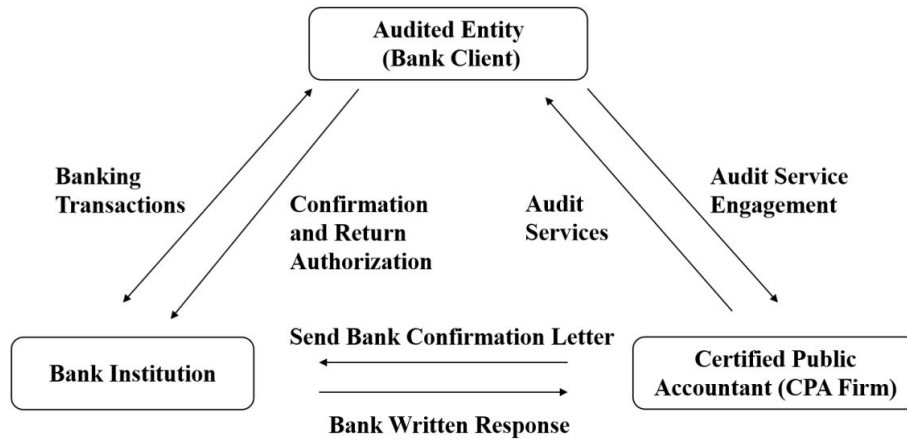 Audited Entity
(Bank Client)
Banking
Transactions
Confirmation
and Return
Authorization
Audit
Services
Audit Service
Engagement
Send Bank Confirmation Letter
Bank Institution
Certified Public
Accountant (CPA Firm)
Bank Written Response